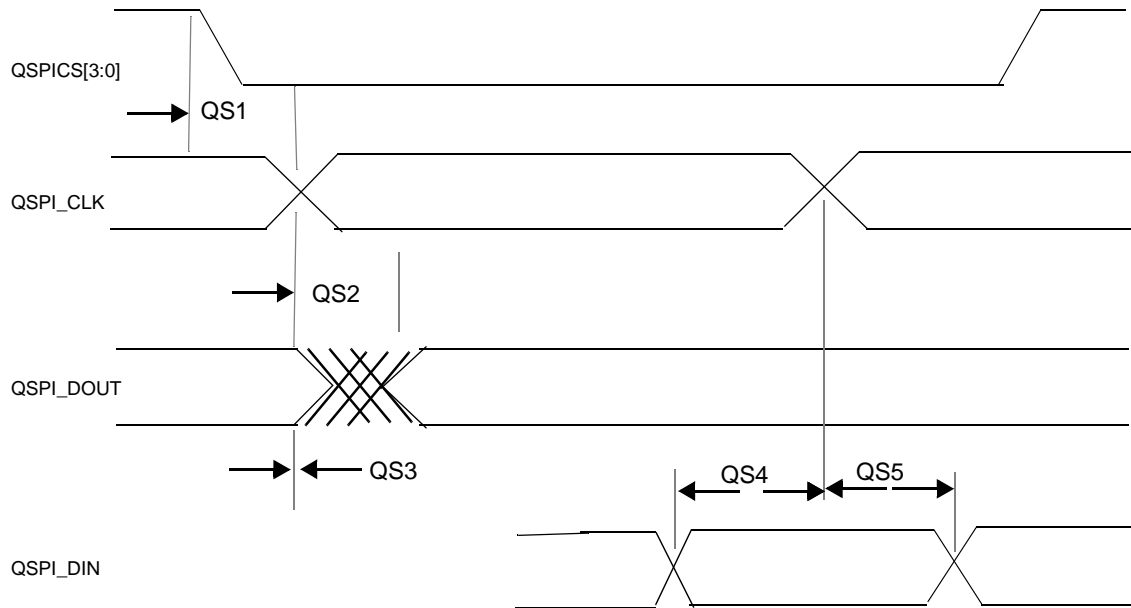 QSPICS[3:0]
QS1
QSPI_CLK
QS2
QSPI_DOUT
QS3
QS4
QS5
QSPI_DIN